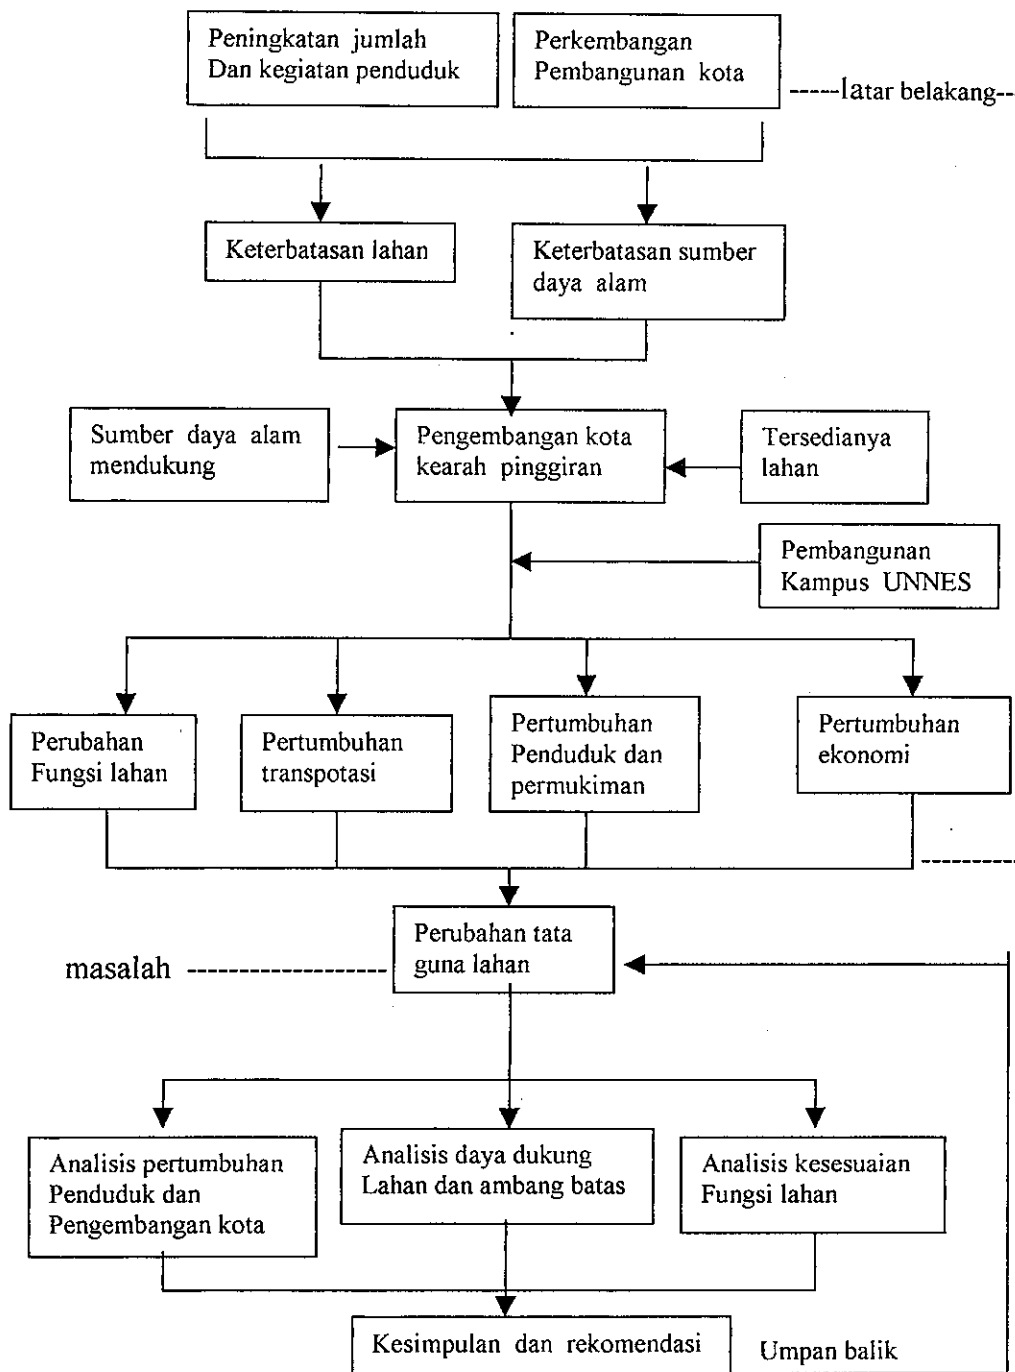 Peningkatan jumlah
Dan kegiatan penduduk
Perkembangan
Pembangunan kota
latar belakang
Keterbatasan lahan
Keterbatasan sumber
daya alam
Sumber daya alam
mendukung
Pengembangan kota
kearah pinggiran
Tersedianya
lahan
Pembangunan
Kampus UNNES
Perubahan
Fungsi lahan
Pertumbuhan
transpotasi
Pertumbuhan
Penduduk dan
permukiman
Pertumbuhan
ekonomi
Perubahan tata
guna lahan
masalah
Analisis pertumbuhan
Penduduk dan
Pengembangan kota
Analisis daya dukung
Lahan dan ambang batas
Analisis kesesuaian
Fungsi lahan
Kesimpulan dan rekomendasi
Umpan balik